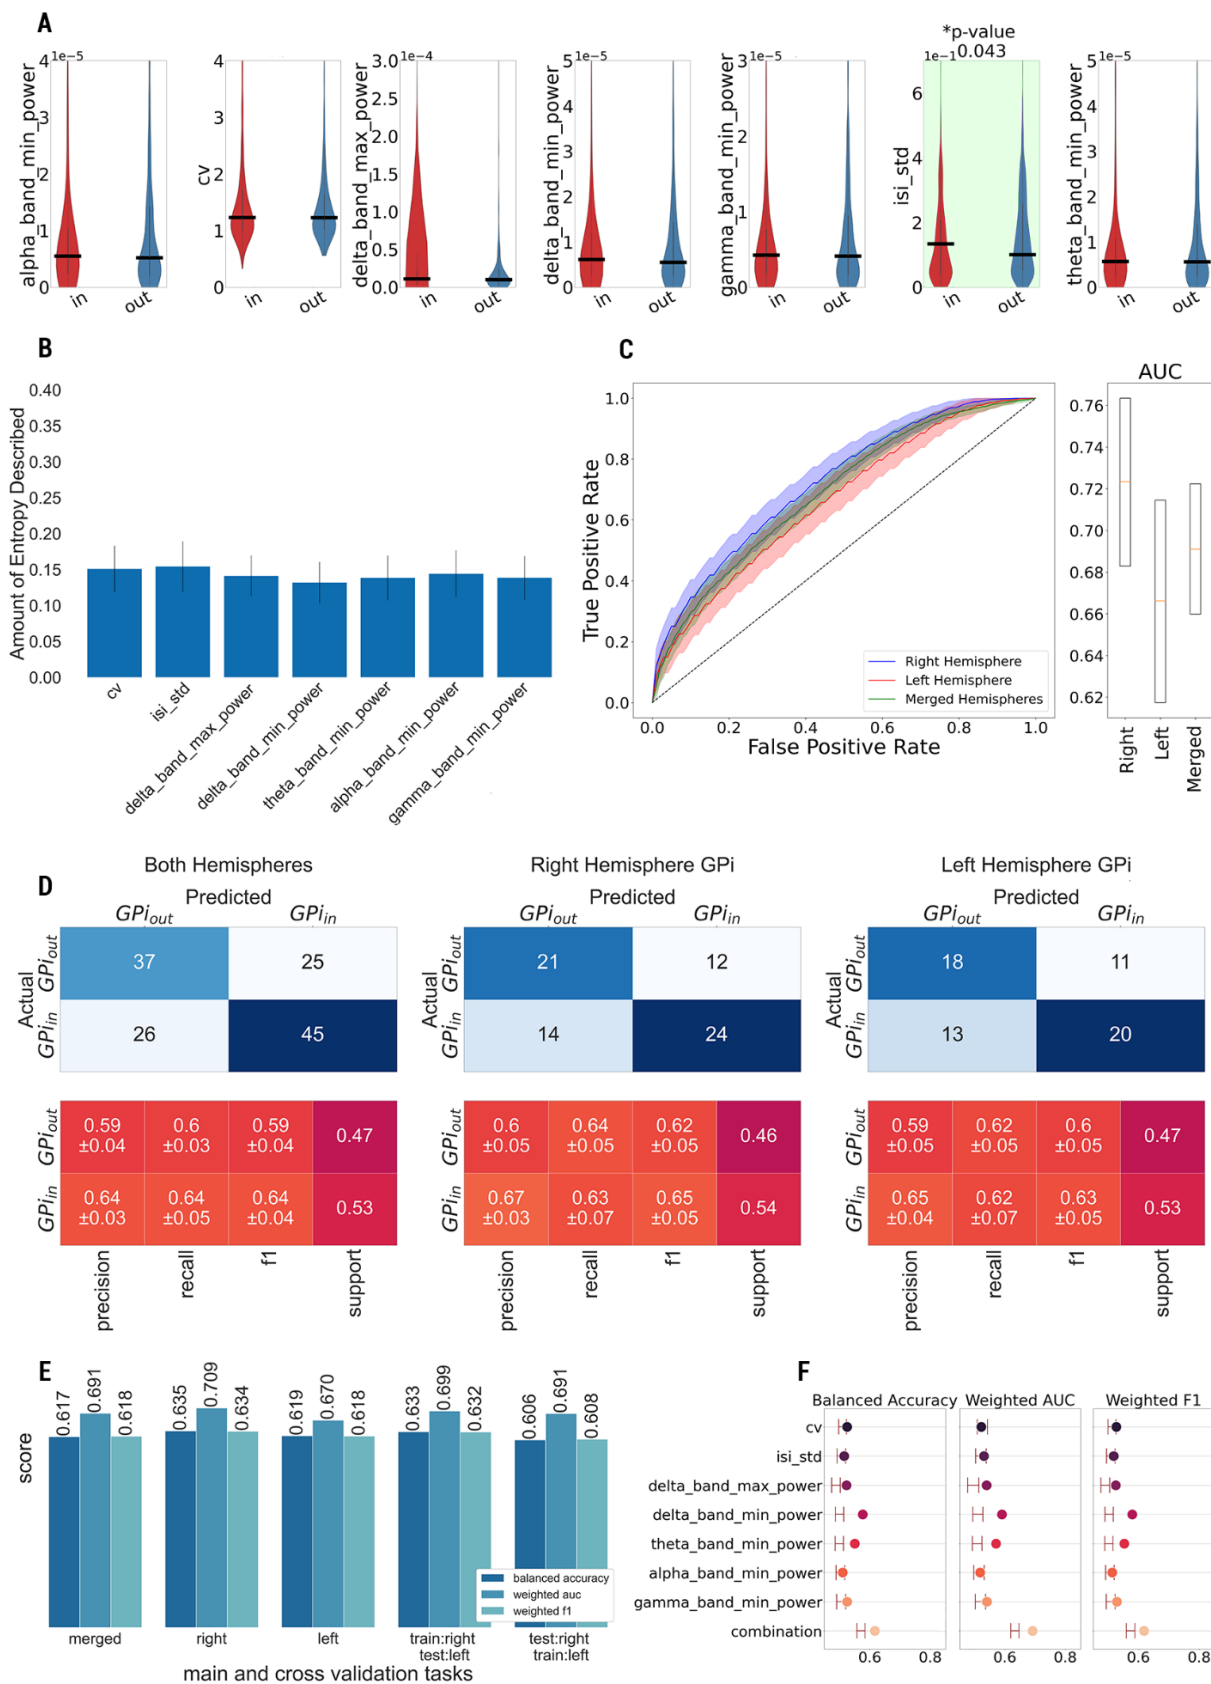 A
*p-value
0.043
1e−5
1e−4
1e−5
1e−5
1e−1
1e−5
alpha_band_min_power
4
3
2
1
0
in
out
cv
4
3
2
1
0
in
out
delta_band_max_power
3.0
2.5
2.0
1.5
1.0
0.5
0.0
in
out
delta_band_min_power
5
4
3
2
1
0
in
out
gamma_band_min_power
3
2
1
0
in
out
isi_std
6
4
2
0
in
out
theta_band_min_power
5
4
3
2
1
0
in
out
B
Amount of Entropy Described
0.40
0.35
0.30
0.25
0.20
0.15
0.10
0.05
0.00
cv
isi_std
delta_band_max_power
delta_band_min_power
theta_band_min_power
alpha_band_min_power
gamma_band_min_power
C
True Positive Rate
1.0
0.8
0.6
0.4
0.2
0.0
0.0 0.2 0.4 0.6 0.8 1.0
False Positive Rate
Right Hemisphere
Left Hemisphere
Merged Hemispheres
AUC
0.76
0.74
0.72
0.70
0.68
0.66
0.64
0.62
Right
Left
Merged
D
Both Hemispheres
Predicted
GPi_out GPi_in
Actual
GPi_out
GPi_in
37 25
26 45
GPi_out
GPi_in
0.59 ±0.04
0.6 ±0.03
0.59 ±0.04
0.47
0.64 ±0.03
0.64 ±0.05
0.64 ±0.04
0.53
precision
recall
f1
support
Right Hemisphere GPi
Predicted
GPi_out GPi_in
Actual
GPi_out
GPi_in
21 12
14 24
GPi_out
GPi_in
0.6 ±0.05
0.64 ±0.05
0.62 ±0.05
0.46
0.67 ±0.03
0.63 ±0.07
0.65 ±0.05
0.54
precision
recall
f1
support
Left Hemisphere GPi
Predicted
GPi_out GPi_in
Actual
GPi_out
GPi_in
18 11
13 20
GPi_out
GPi_in
0.59 ±0.05
0.62 ±0.05
0.6 ±0.05
0.47
0.65 ±0.04
0.62 ±0.07
0.63 ±0.05
0.53
precision
recall
f1
support
E
score
0.617
0.691
0.618
0.635
0.709
0.634
0.619
0.670
0.618
0.633
0.699
0.632
0.606
0.691
0.608
balanced accuracy
weighted auc
weighted f1
merged
right
left
train:right
test:left
test:right
train:left
main and cross validation tasks
F
Balanced Accuracy
Weighted AUC
Weighted F1
cv
isi_std
delta_band_max_power
delta_band_min_power
theta_band_min_power
alpha_band_min_power
gamma_band_min_power
combination
0.6 0.8
0.6 0.8
0.6 0.8